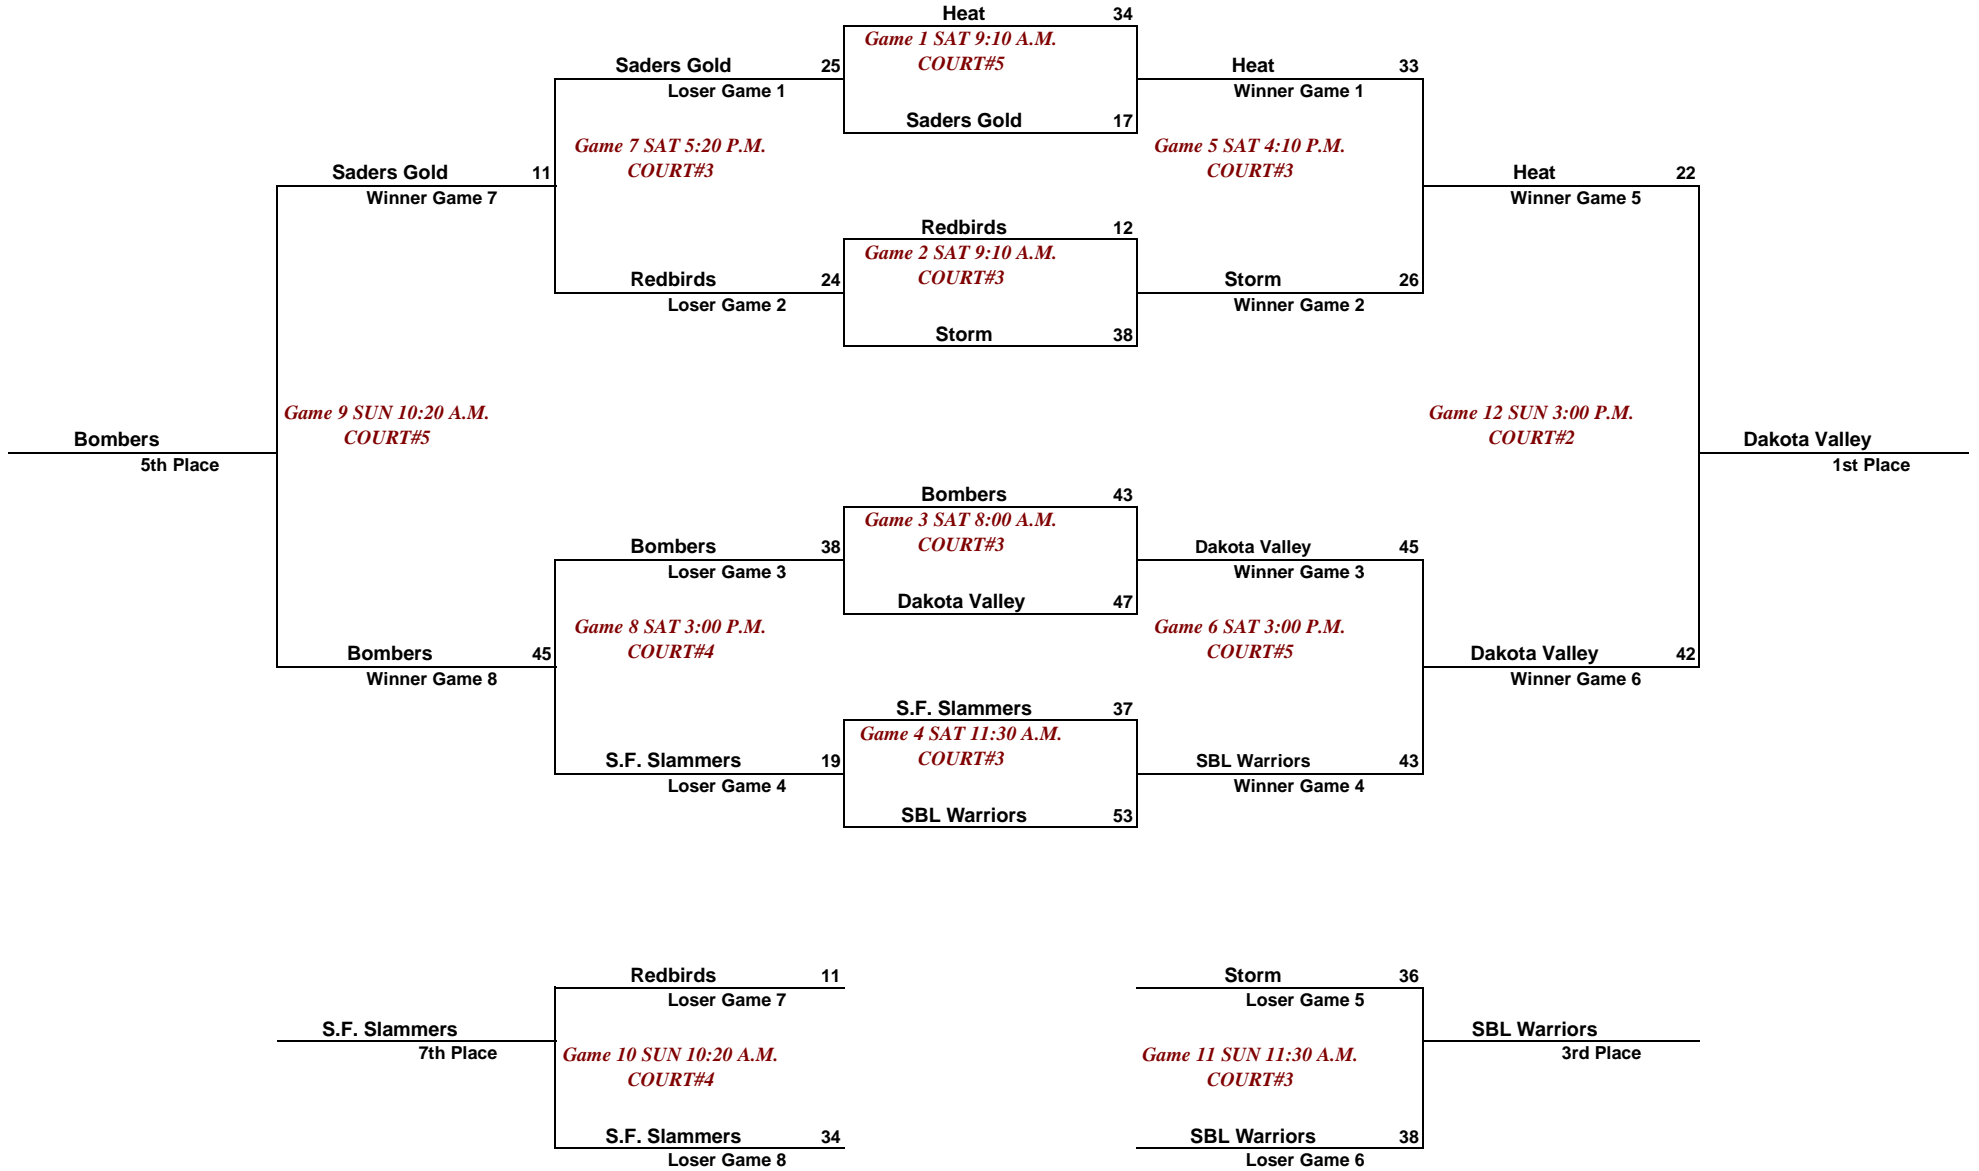 Heat 34
Game 1 SAT 9:10 A.M.
COURT#5
Saders Gold 25
Heat 33
Loser Game 1
Winner Game 1
Saders Gold 17
Game 7 SAT 5:20 P.M.
COURT#3
Game 5 SAT 4:10 P.M.
COURT#3
Saders Gold 11
Winner Game 7
Heat 22
Winner Game 5
Redbirds 12
Game 2 SAT 9:10 A.M.
COURT#3
Redbirds 24
Loser Game 2
Storm 26
Winner Game 2
Storm 38
Game 9 SUN 10:20 A.M.
COURT#5
Game 12 SUN 3:00 P.M.
COURT#2
Bombers
5th Place
Dakota Valley
1st Place
Bombers 43
Game 3 SAT 8:00 A.M.
COURT#3
Bombers 38
Loser Game 3
Dakota Valley 45
Winner Game 3
Dakota Valley 47
Game 8 SAT 3:00 P.M.
COURT#4
Game 6 SAT 3:00 P.M.
COURT#5
Bombers 45
Winner Game 8
Dakota Valley 42
Winner Game 6
S.F. Slammers 37
Game 4 SAT 11:30 A.M.
COURT#3
S.F. Slammers 19
Loser Game 4
SBL Warriors 43
Winner Game 4
SBL Warriors 53
Redbirds 11
Loser Game 7
Storm 36
Loser Game 5
S.F. Slammers
7th Place
SBL Warriors
3rd Place
Game 10 SUN 10:20 A.M.
COURT#4
Game 11 SUN 11:30 A.M.
COURT#3
S.F. Slammers 34
Loser Game 8
SBL Warriors 38
Loser Game 6